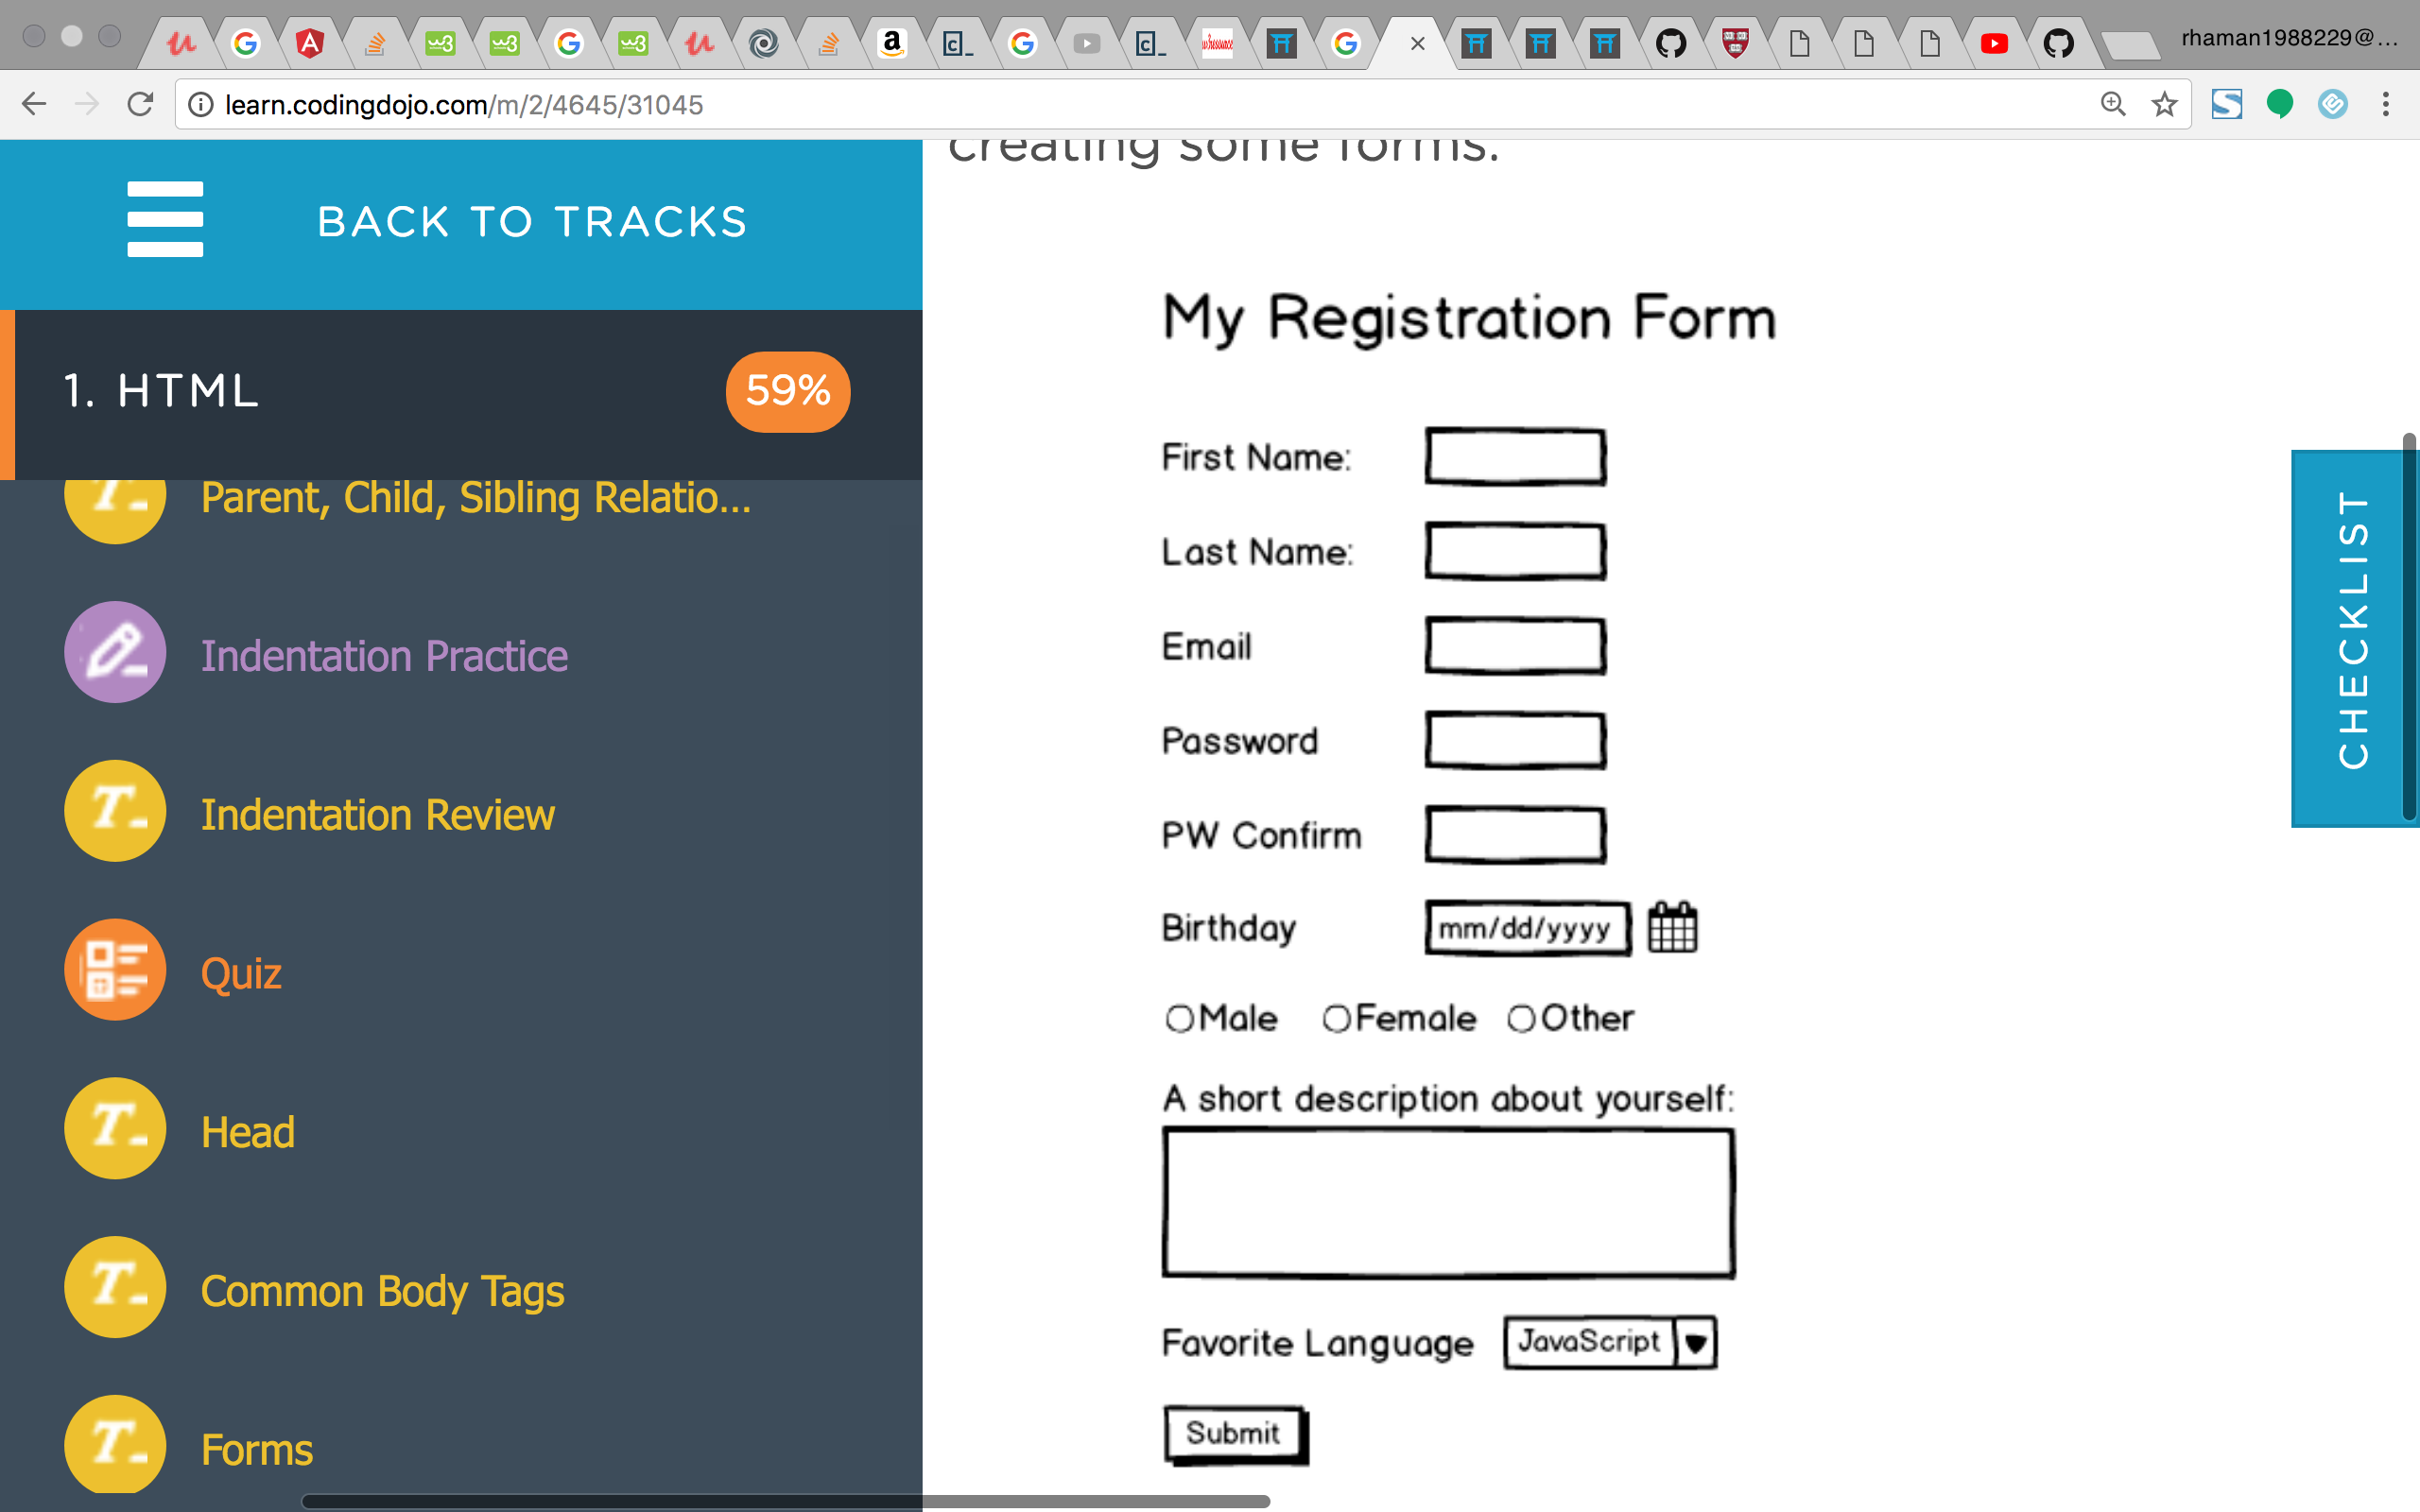 rhaman1988229@...
learn.codingdojo.com/m/2/4645/31045
BACK TO TRACKS
1. HTML
59%
Parent, Child, Sibling Relatio...
Indentation Practice
Indentation Review
Quiz
Head
Common Body Tags
Forms
creating some forms.
My Registration Form
First Name:
Last Name:
Email
Password
PW Confirm
Birthday mm/dd/yyyy
Male Female Other
A short description about yourself:
Favorite Language JavaScript
Submit
CHECKLIST